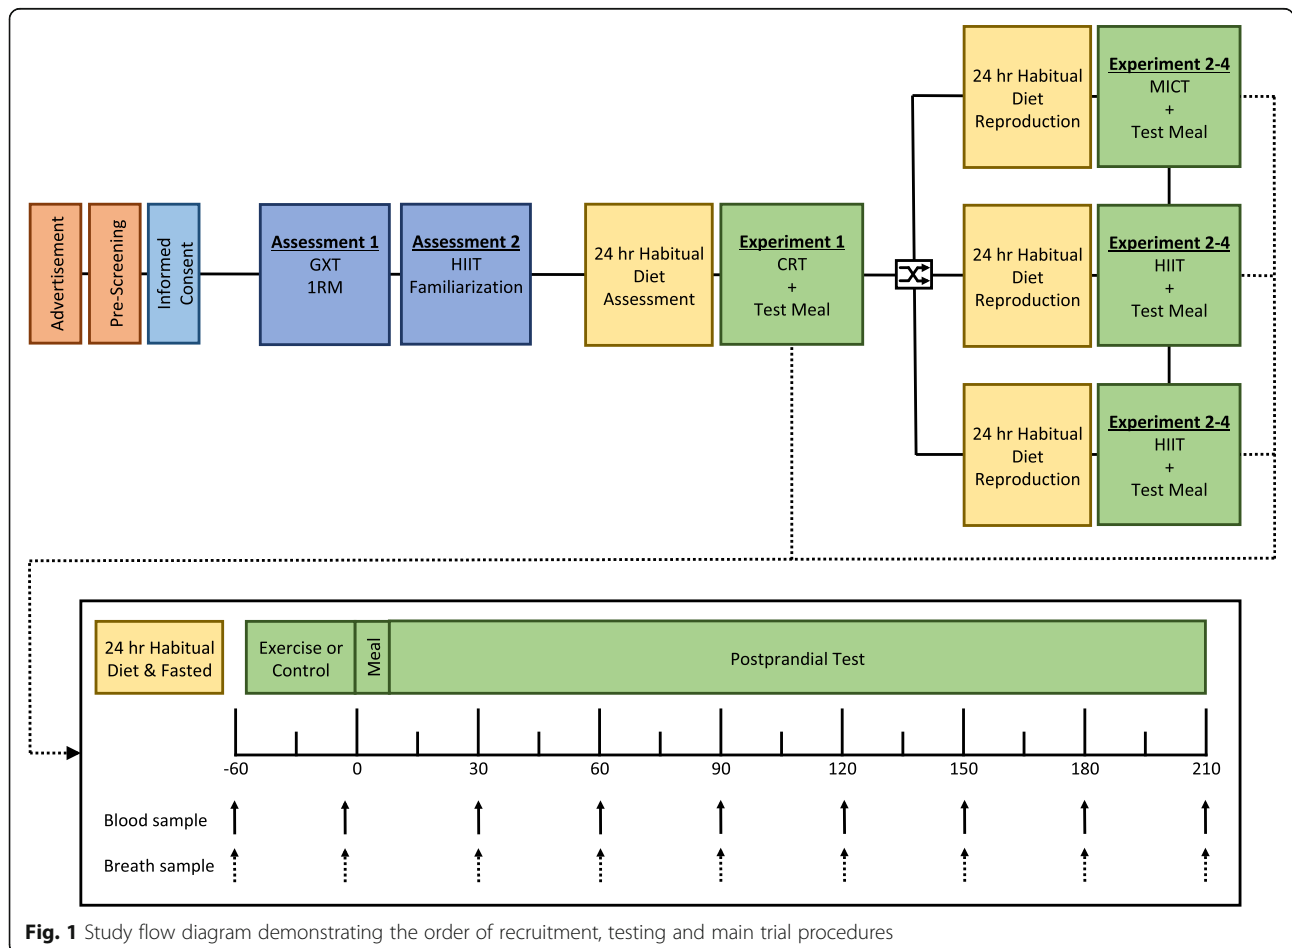 Advertisement
Pre-Screening
Informed
Consent
Assessment 1
GXT
1RM
Assessment 2
HIIT
Familiarization
24 hr Habitual
Diet
Assessment
Experiment 1
CRT
+
Test Meal
24 hr Habitual
Diet
Reproduction
Experiment 2-4
MICT
+
Test Meal
24 hr Habitual
Diet
Reproduction
Experiment 2-4
HIIT
+
Test Meal
24 hr Habitual
Diet
Reproduction
Experiment 2-4
HIIT
+
Test Meal
24 hr Habitual
Diet & Fasted
Exercise or
Control
Meal
Postprandial Test
-60 0 30 60 90 120 150 180 210
Blood sample
Breath sample
Fig. 1 Study flow diagram demonstrating the order of recruitment, testing and main trial procedures